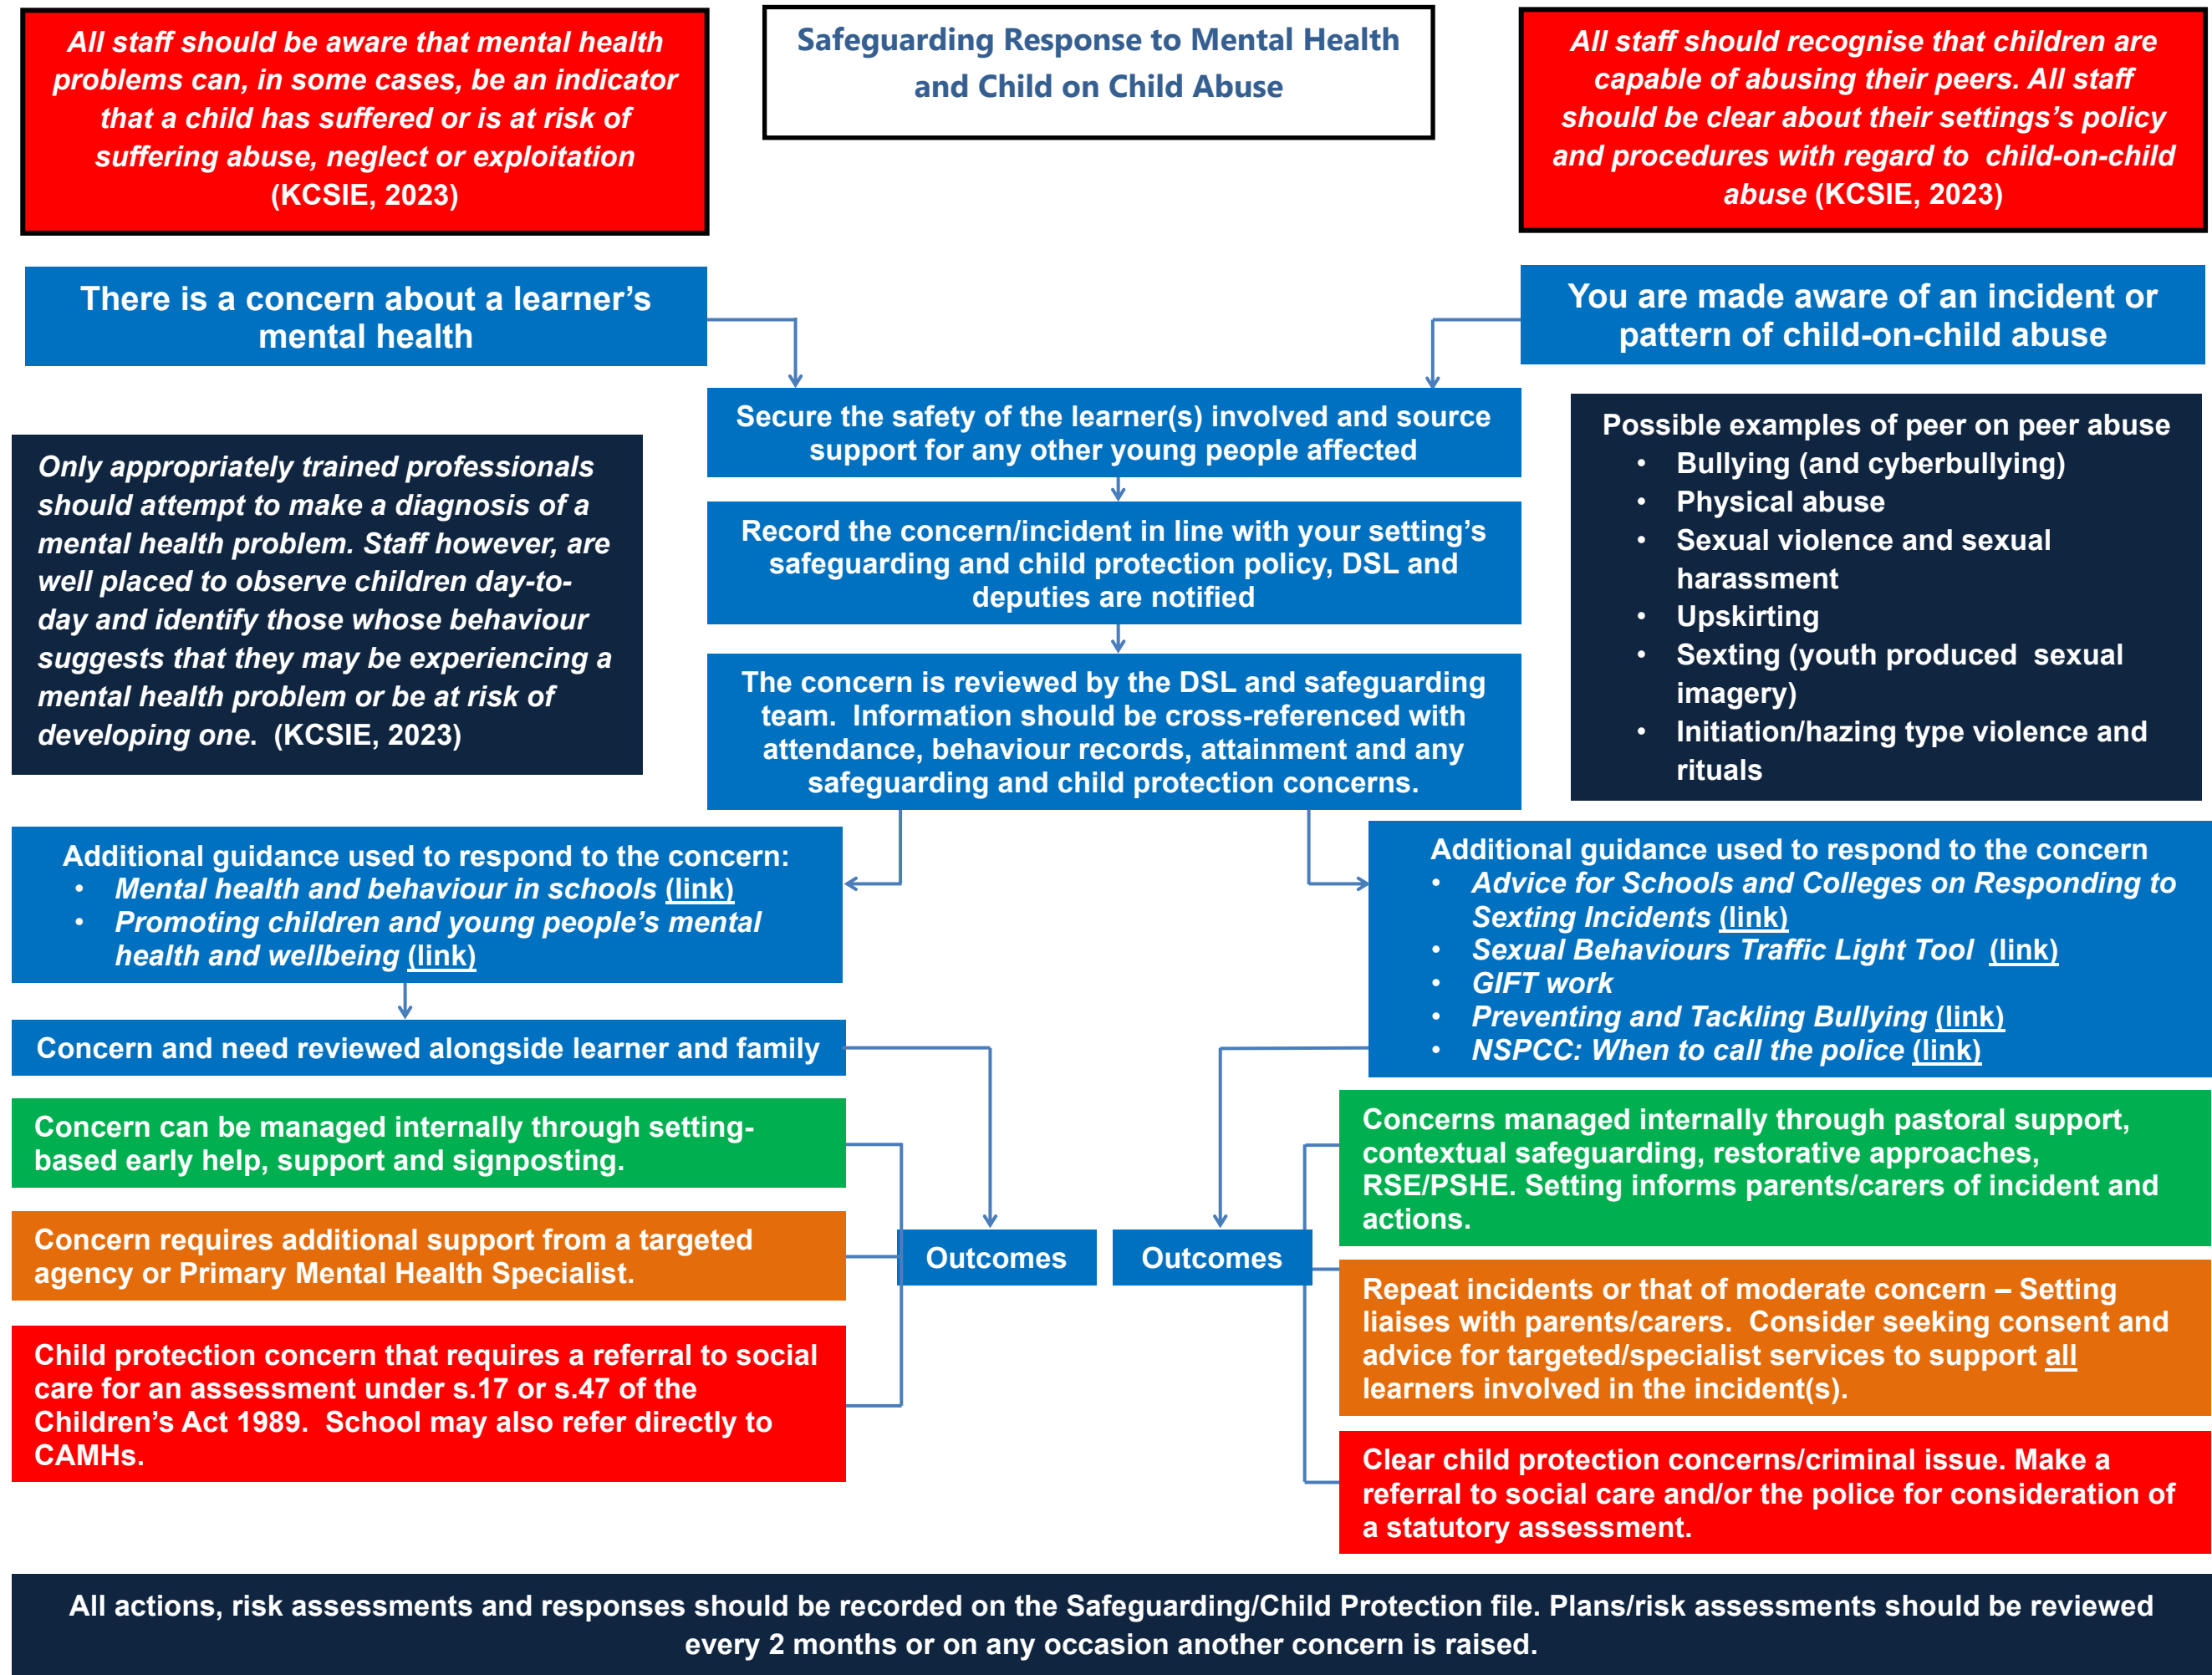 All staff should be aware that mental health
problems can, in some cases, be an indicator
that a child has suffered or is at risk of
suffering abuse, neglect or exploitation
(KCSIE, 2023)
Safeguarding Response to Mental Health
and Child on Child Abuse
All staff should recognise that children are
capable of abusing their peers. All staff
should be clear about their settings's policy
and procedures with regard to  child-on-child
abuse (KCSIE, 2023)
There is a concern about a learner’s
mental health
You are made aware of an incident or
pattern of child-on-child abuse
Secure the safety of the learner(s) involved and source
support for any other young people affected
Only appropriately trained professionals
should attempt to make a diagnosis of a
mental health problem. Staff however, are
well placed to observe children day-to-
day and identify those whose behaviour
suggests that they may be experiencing a
mental health problem or be at risk of
developing one.  (KCSIE, 2023)
Record the concern/incident in line with your setting’s
safeguarding and child protection policy, DSL and
deputies are notified
The concern is reviewed by the DSL and safeguarding
team.  Information should be cross-referenced with
attendance, behaviour records, attainment and any
safeguarding and child protection concerns.
Possible examples of peer on peer abuse
• Bullying (and cyberbullying)
• Physical abuse
• Sexual violence and sexual
harassment
• Upskirting
• Sexting (youth produced  sexual
imagery)
• Initiation/hazing type violence and
rituals
Additional guidance used to respond to the concern:
• Mental health and behaviour in schools (link)
• Promoting children and young people’s mental
health and wellbeing (link)
Additional guidance used to respond to the concern
• Advice for Schools and Colleges on Responding to
Sexting Incidents (link)
• Sexual Behaviours Traffic Light Tool  (link)
• GIFT work
• Preventing and Tackling Bullying (link)
• NSPCC: When to call the police (link)
Concern and need reviewed alongside learner and family
Concern can be managed internally through setting-
based early help, support and signposting.
Concern requires additional support from a targeted
agency or Primary Mental Health Specialist.
Child protection concern that requires a referral to social
care for an assessment under s.17 or s.47 of the
Children’s Act 1989.  School may also refer directly to
CAMHs.
Outcomes
Outcomes
Concerns managed internally through pastoral support,
contextual safeguarding, restorative approaches,
RSE/PSHE. Setting informs parents/carers of incident and
actions.
Repeat incidents or that of moderate concern – Setting
liaises with parents/carers.  Consider seeking consent and
advice for targeted/specialist services to support all
learners involved in the incident(s).
Clear child protection concerns/criminal issue. Make a
referral to social care and/or the police for consideration of
a statutory assessment.
All actions, risk assessments and responses should be recorded on the Safeguarding/Child Protection file. Plans/risk assessments should be reviewed
every 2 months or on any occasion another concern is raised.